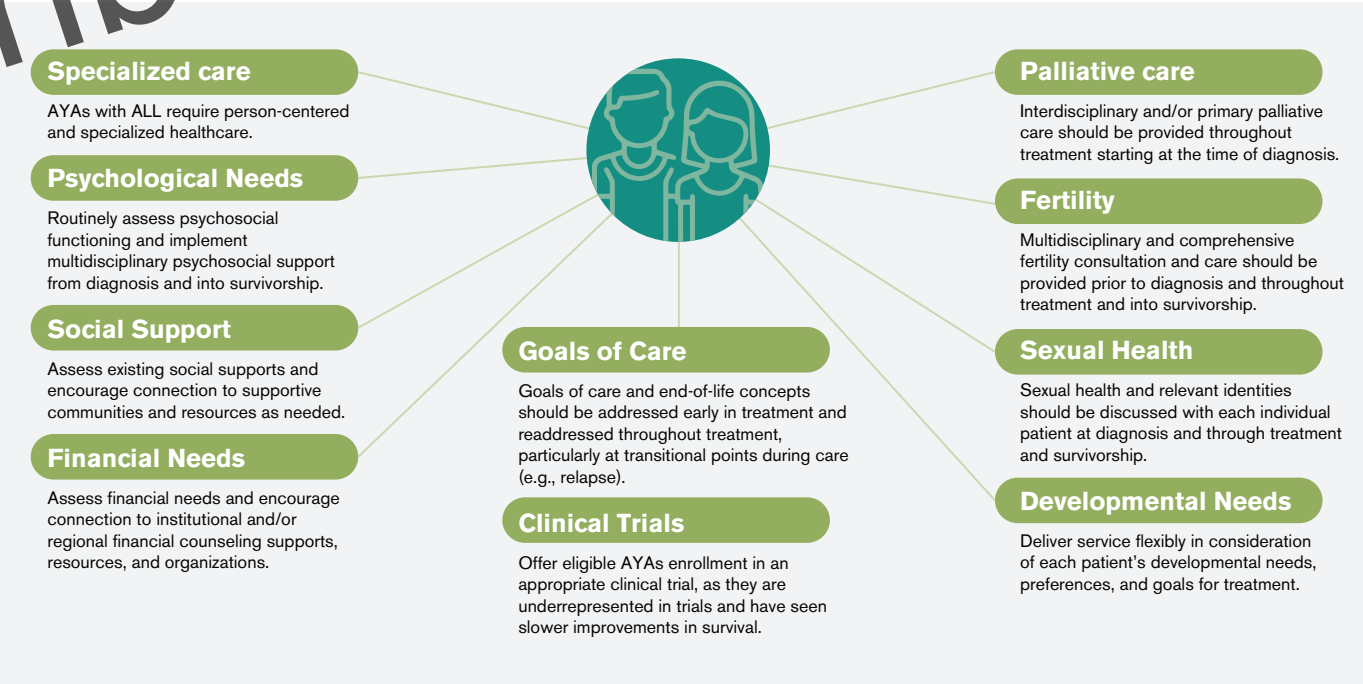 Specialized care
AYAs with ALL require person-centered
and specialized healthcare.
Psychological Needs
Routinely assess psychosocial
functioning and implement
multidisciplinary psychosocial support
from diagnosis and into survivorship.
Social Support
Assess existing social supports and
encourage connection to supportive
communities and resources as needed.
Financial Needs
Assess financial needs and encourage
connection to institutional and/or
regional financial counseling supports,
resources, and organizations.
Goals of Care
Goals of care and end-of-life concepts
should be addressed early in treatment and
readdressed throughout treatment,
particularly at transitional points during care
(e.g., relapse).
Clinical Trials
Offer eligible AYAs enrollment in an
appropriate clinical trial, as they are
underrepresented in trials and have seen
slower improvements in survival.
Palliative care
Interdisciplinary and/or primary palliative
care should be provided throughout
treatment starting at the time of diagnosis.
Fertility
Multidisciplinary and comprehensive
fertility consultation and care should be
provided prior to diagnosis and throughout
treatment and into survivorship.
Sexual Health
Sexual health and relevant identities
should be discussed with each individual
patient at diagnosis and through treatment
and survivorship.
Developmental Needs
Deliver service flexibly in consideration
of each patient's developmental needs,
preferences, and goals for treatment.